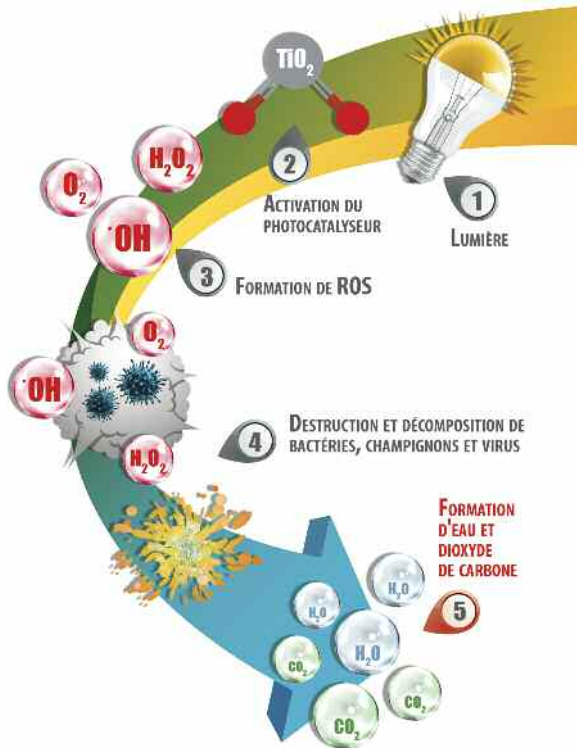 TiO₂
H₂O₂
O₂
·OH
1
LUMIÈRE
2
ACTIVATION DU
PHOTOCATALYSEUR
3
FORMATION DE ROS
O₂
·OH
H₂O₂
4
DESTRUCTION ET DÉCOMPOSITION DE
BACTÉRIES, CHAMPIGNONS ET VIRUS
FORMATION
D'EAU ET
DIOXYDE
DE CARBONE
5
H₂O
H₂O
H₂O
CO₂
CO₂
CO₂